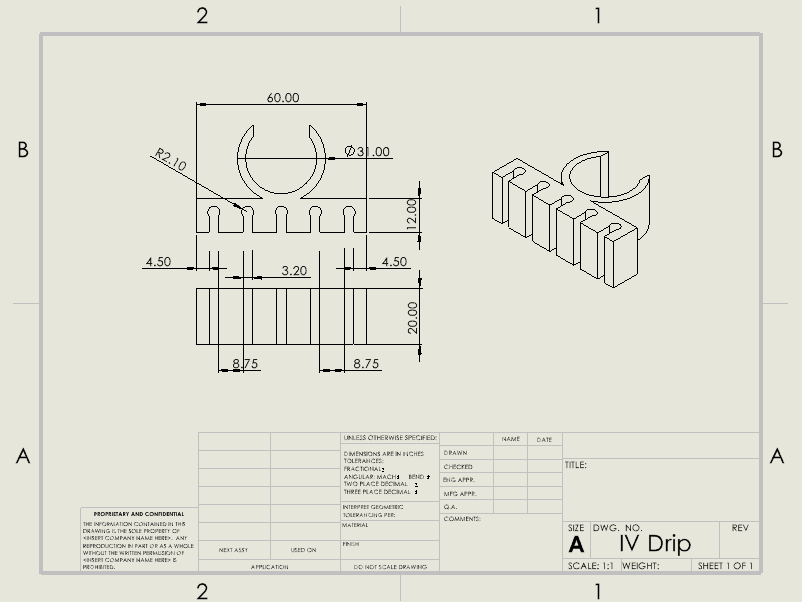 2
1
B
B
60.00
⌀31.00
R2.10
12.00
4.50
3.20
4.50
20.00
8.75
8.75
A
A
UNLESS OTHERWISE SPECIFIED:
NAME
DATE
DIMENSIONS ARE IN INCHES
TOLERANCES:
FRACTIONAL±
ANGULAR: MACH± BEND ±
TWO PLACE DECIMAL ±
THREE PLACE DECIMAL ±
DRAWN
CHECKED
ENG APPR.
MFG APPR.
Q.A.
COMMENTS:
TITLE:
INTERPRET GEOMETRIC
TOLERANCING PER:
MATERIAL
FINISH
PROPRIETARY AND CONFIDENTIAL
THE INFORMATION CONTAINED IN THIS
DRAWING IS THE SOLE PROPERTY OF
<INSERT COMPANY NAME HERE>. ANY
REPRODUCTION IN PART OR AS A WHOLE
WITHOUT THE WRITTEN PERMISSION OF
<INSERT COMPANY NAME HERE> IS
PROHIBITED.
NEXT ASSY
USED ON
APPLICATION
DO NOT SCALE DRAWING
SIZE
A
DWG. NO.
IV Drip
REV
SCALE: 1:1
WEIGHT:
SHEET 1 OF 1
2
1